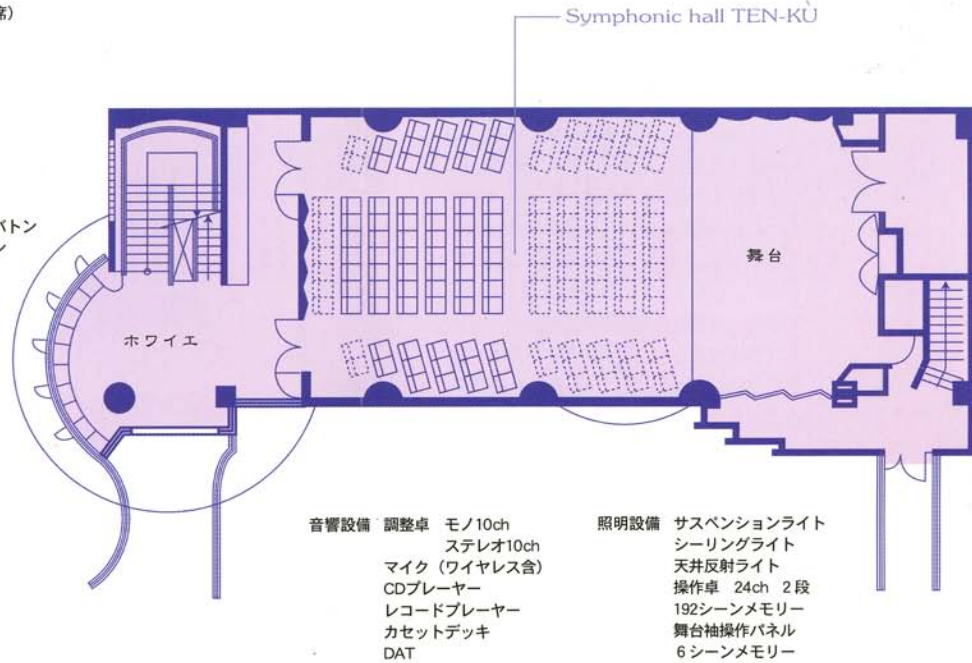 席)
Symphonic hall TEN-KÙ
バトン
ン
舞台
ホワイエ
音響設備 調整卓 モノ10ch
ステレオ10ch
マイク(ワイヤレス含)
CDプレーヤー
レコードプレーヤー
カセットデッキ
DAT
照明設備 サスペンションライト
シーリングライト
天井反射ライト
操作卓 24ch 2段
192シーンメモリー
舞台袖操作パネル
6シーンメモリー